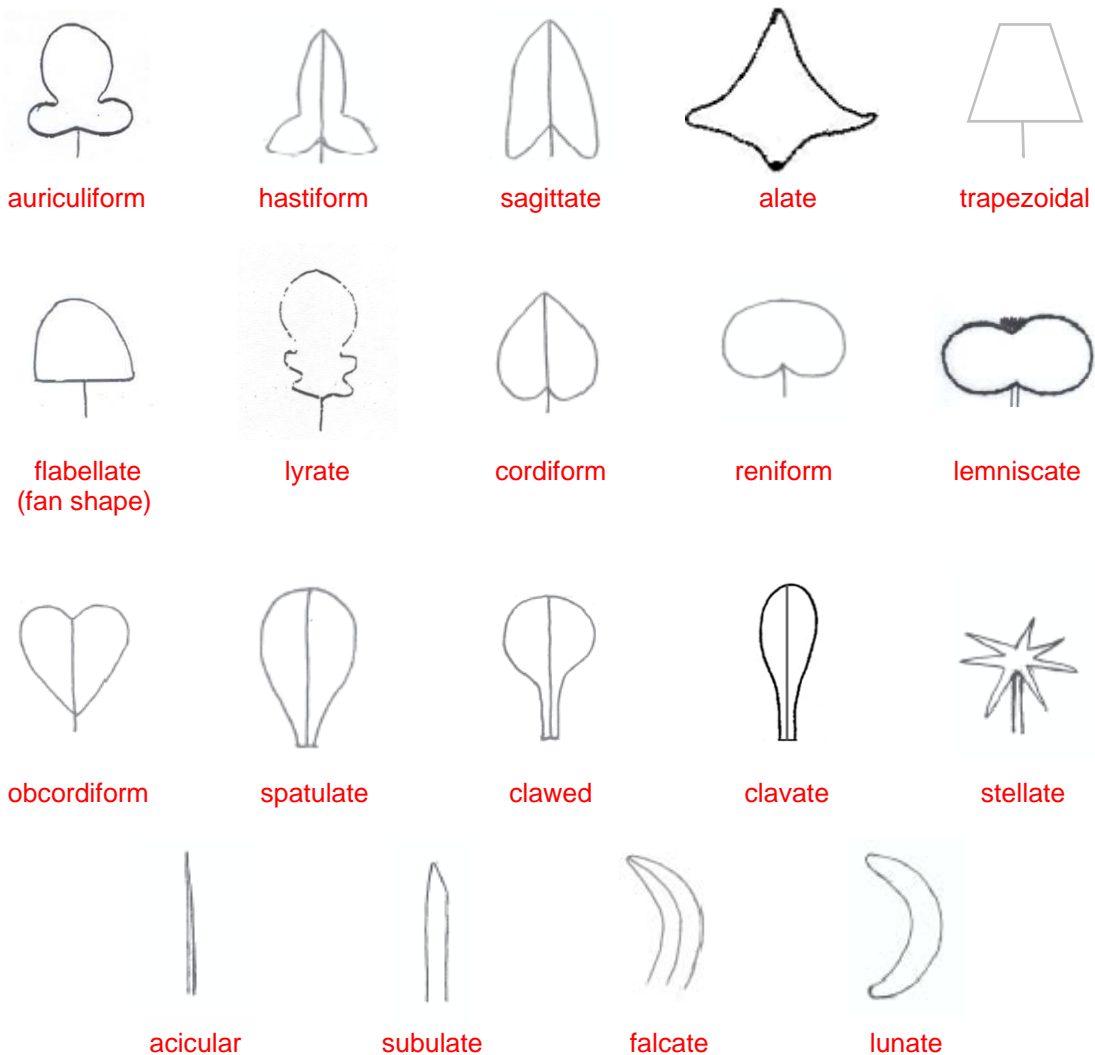 auriculiform hastiform sagittate alate trapezoidal
flabellate lyrate cordiform reniform lemniscate
(fan shape)
obcordiform spatulate clawed clavate stellate
acicular subulate falcate lunate